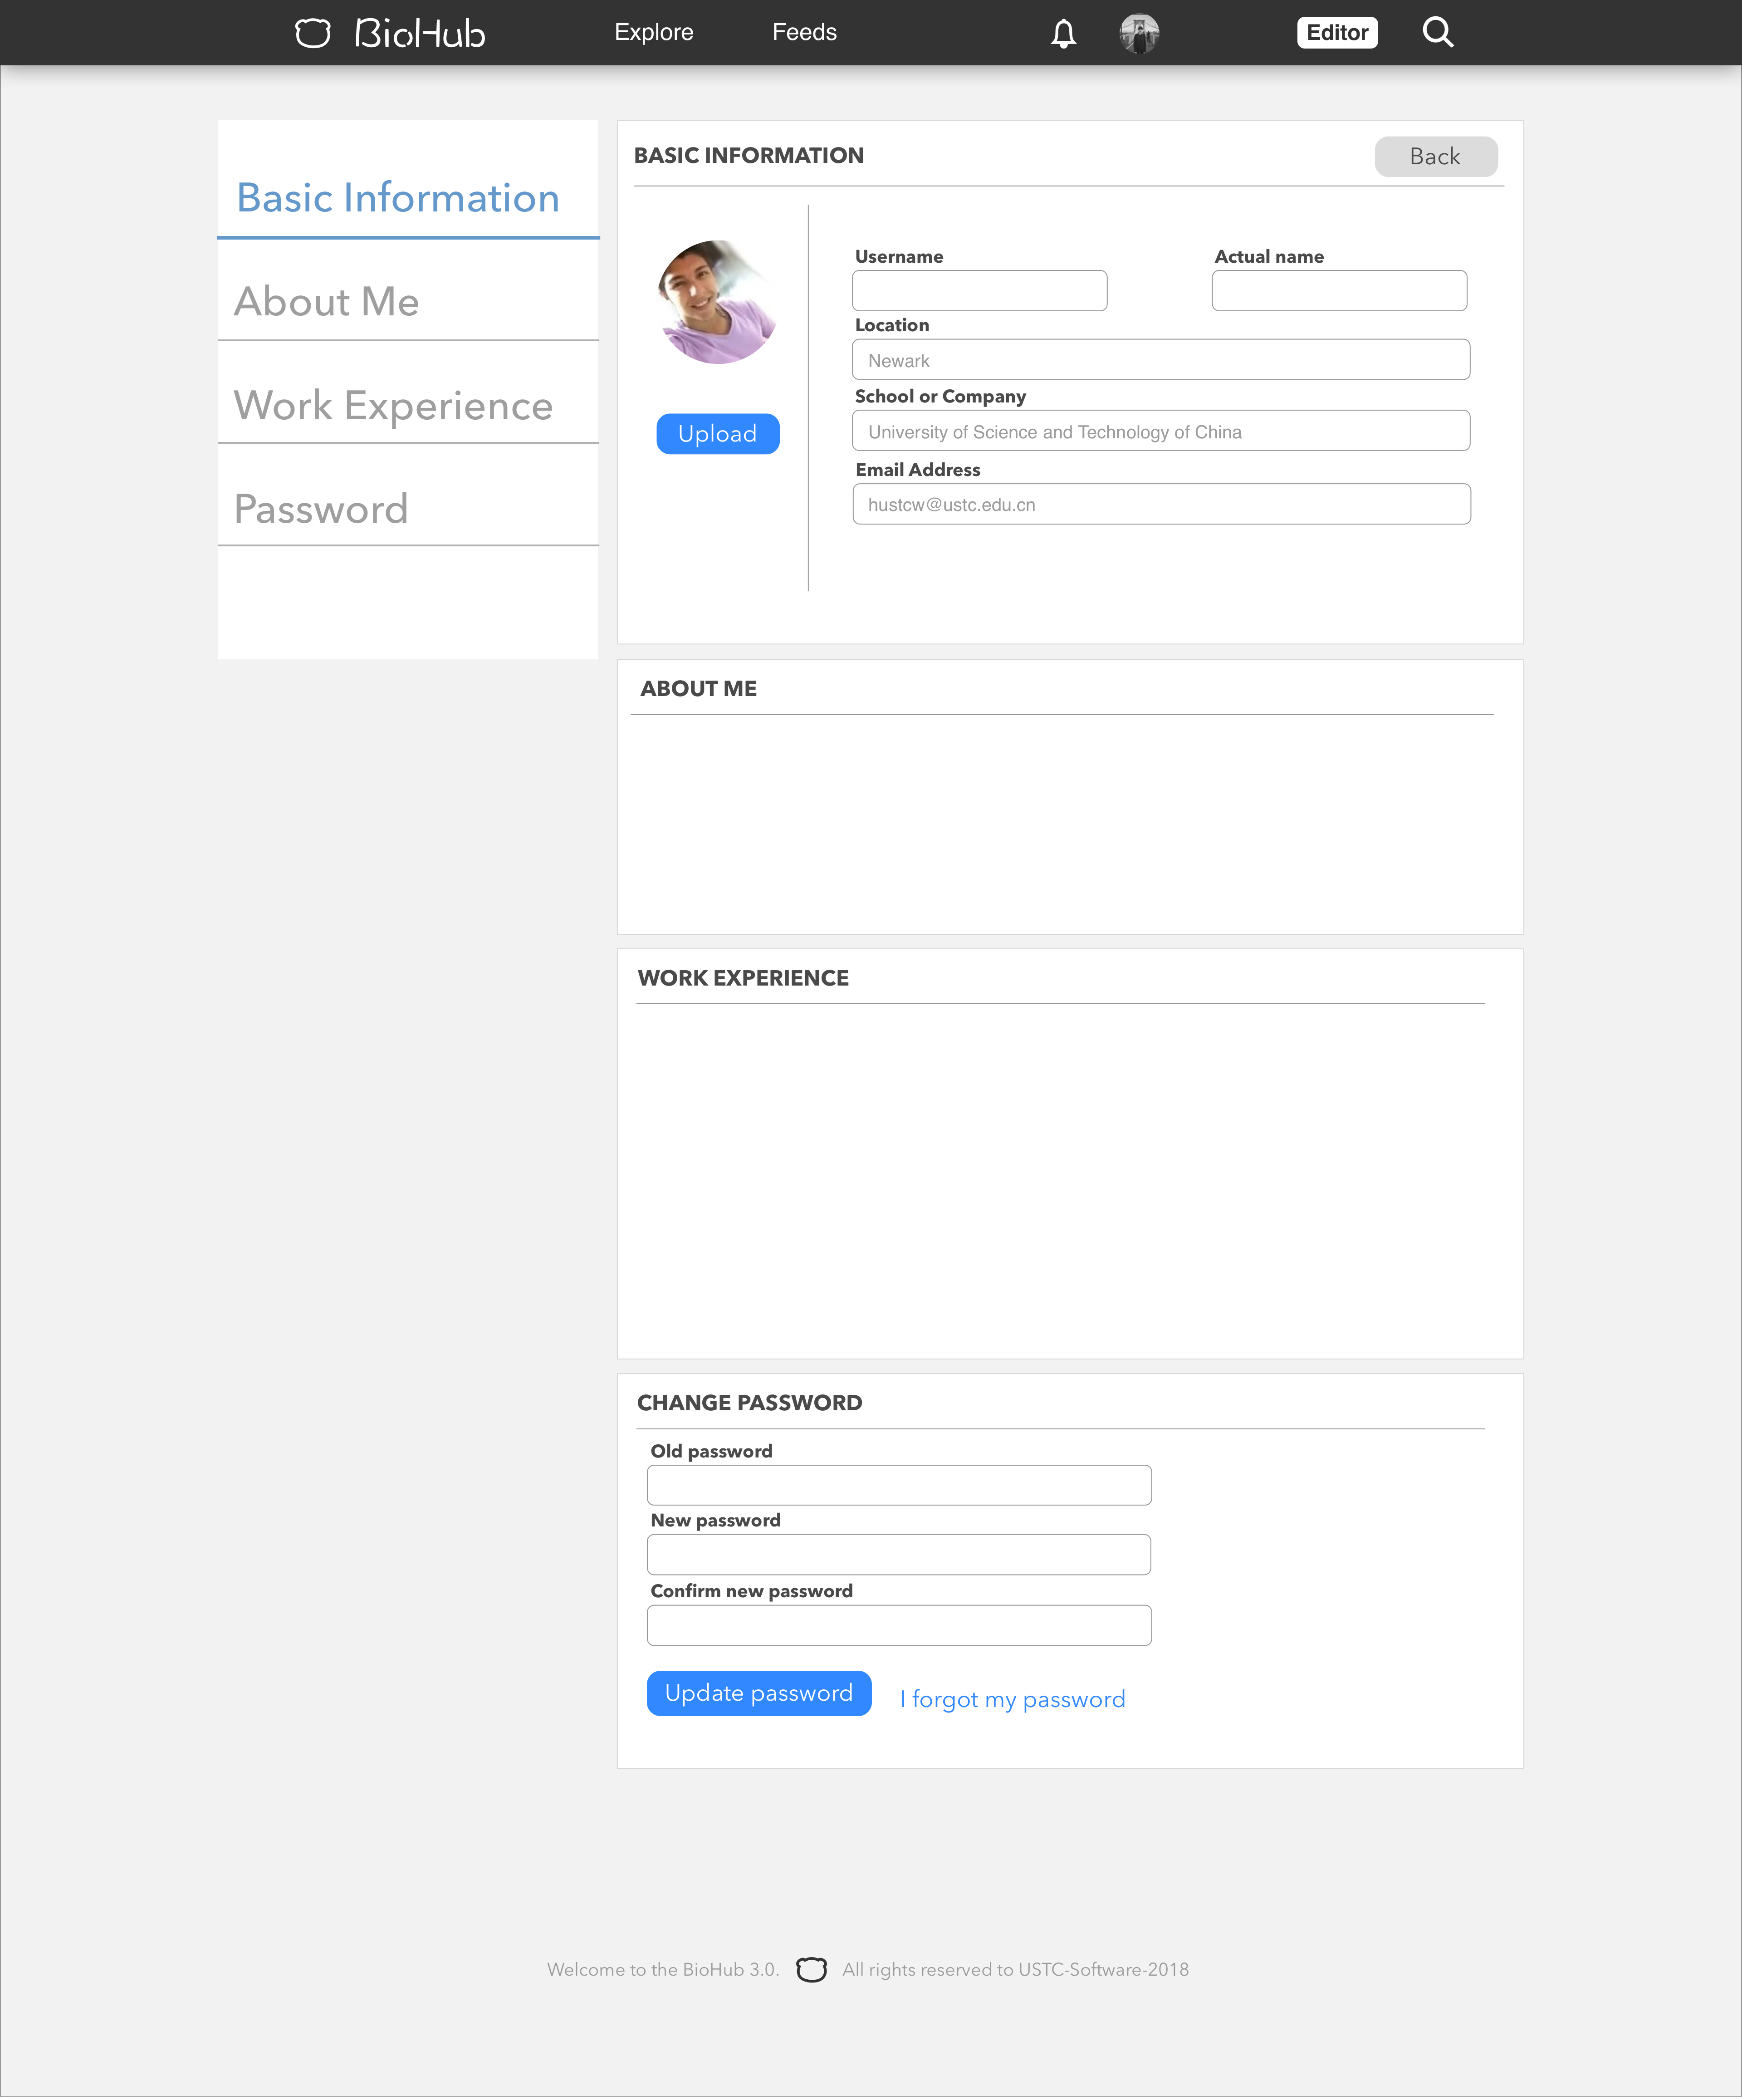 BioHub Explore Feeds Editor
Basic Information
About Me
Work Experience
Password
BASIC INFORMATION Back
Upload
Username Actual name
Location
Newark
School or Company
University of Science and Technology of China
Email Address
hustcw@ustc.edu.cn
ABOUT ME
WORK EXPERIENCE
CHANGE PASSWORD
Old password
New password
Confirm new password
Update password I forgot my password
Welcome to the BioHub 3.0. All rights reserved to USTC-Software-2018